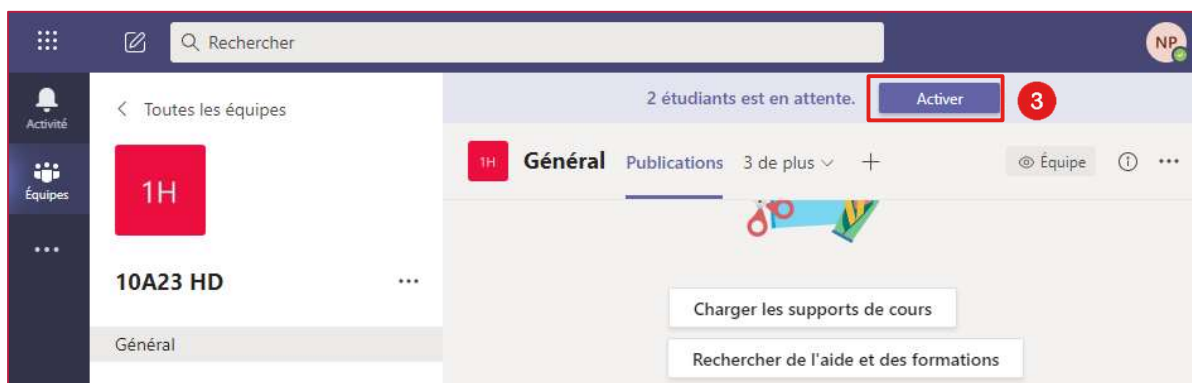 Rechercher
NP
Activité
Équipes
Toutes les équipes
1H
10A23 HD
Général
2 étudiants est en attente. Activer 3
1H Général Publications 3 de plus Équipe
Charger les supports de cours
Rechercher de l'aide et des formations